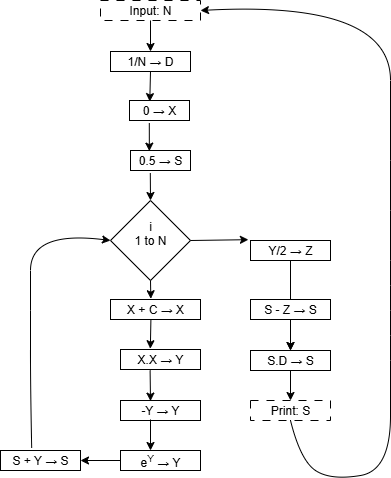 Input: N
1/N → D
0 → X
0.5 → S
i
1 to N
X + C → X
X.X → Y
-Y → Y
e^Y → Y
S + Y → S
Y/2 → Z
S - Z → S
S.D → S
Print: S